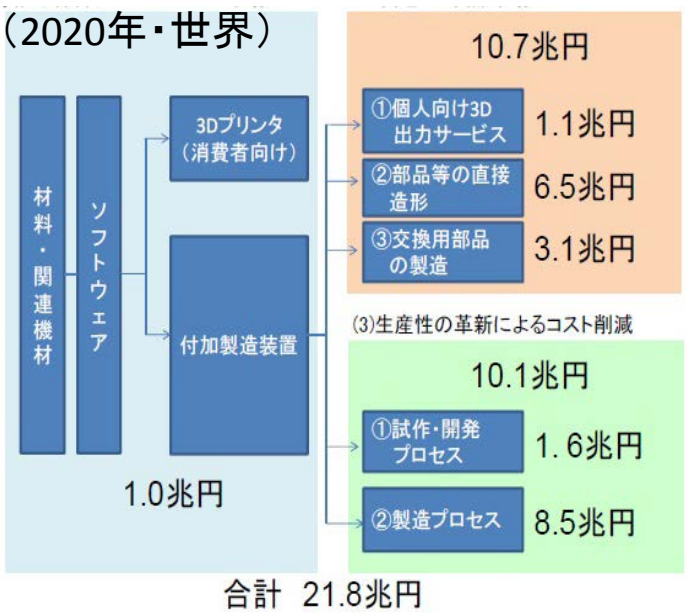 (2020年・世界)
材料・関連機材
ソフトウェア
3Dプリンタ
(消費者向け)
付加製造装置
1.0兆円
10.7兆円
①個人向け3D
出力サービス
1.1兆円
②部品等の直接
造形
6.5兆円
③交換用部品
の製造
3.1兆円
(3)生産性の革新によるコスト削減
10.1兆円
①試作・開発
プロセス
1.6兆円
②製造プロセス
8.5兆円
合計 21.8兆円